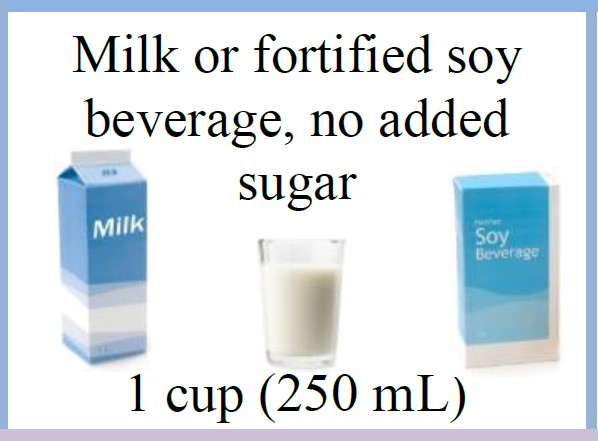 Milk or fortified soy
beverage, no added
sugar
Milk
Soy
Beverage
1 cup (250 mL)